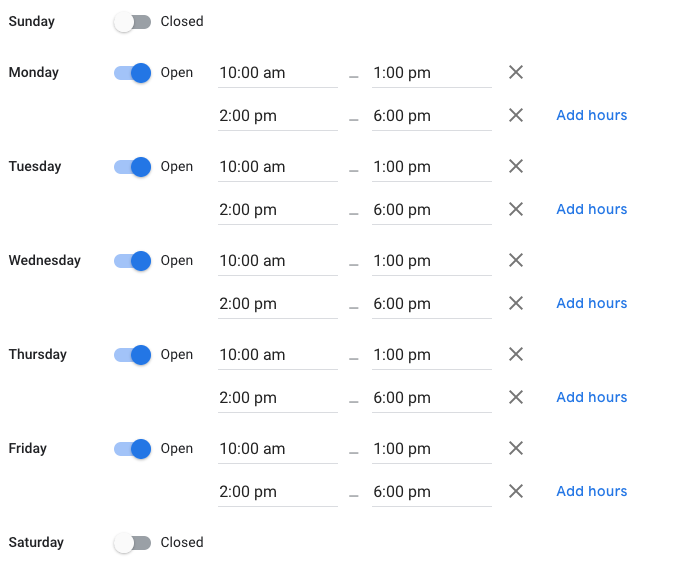 Sunday Closed
Monday Open 10:00 am – 1:00 pm
2:00 pm – 6:00 pm Add hours
Tuesday Open 10:00 am – 1:00 pm
2:00 pm – 6:00 pm Add hours
Wednesday Open 10:00 am – 1:00 pm
2:00 pm – 6:00 pm Add hours
Thursday Open 10:00 am – 1:00 pm
2:00 pm – 6:00 pm Add hours
Friday Open 10:00 am – 1:00 pm
2:00 pm – 6:00 pm Add hours
Saturday Closed